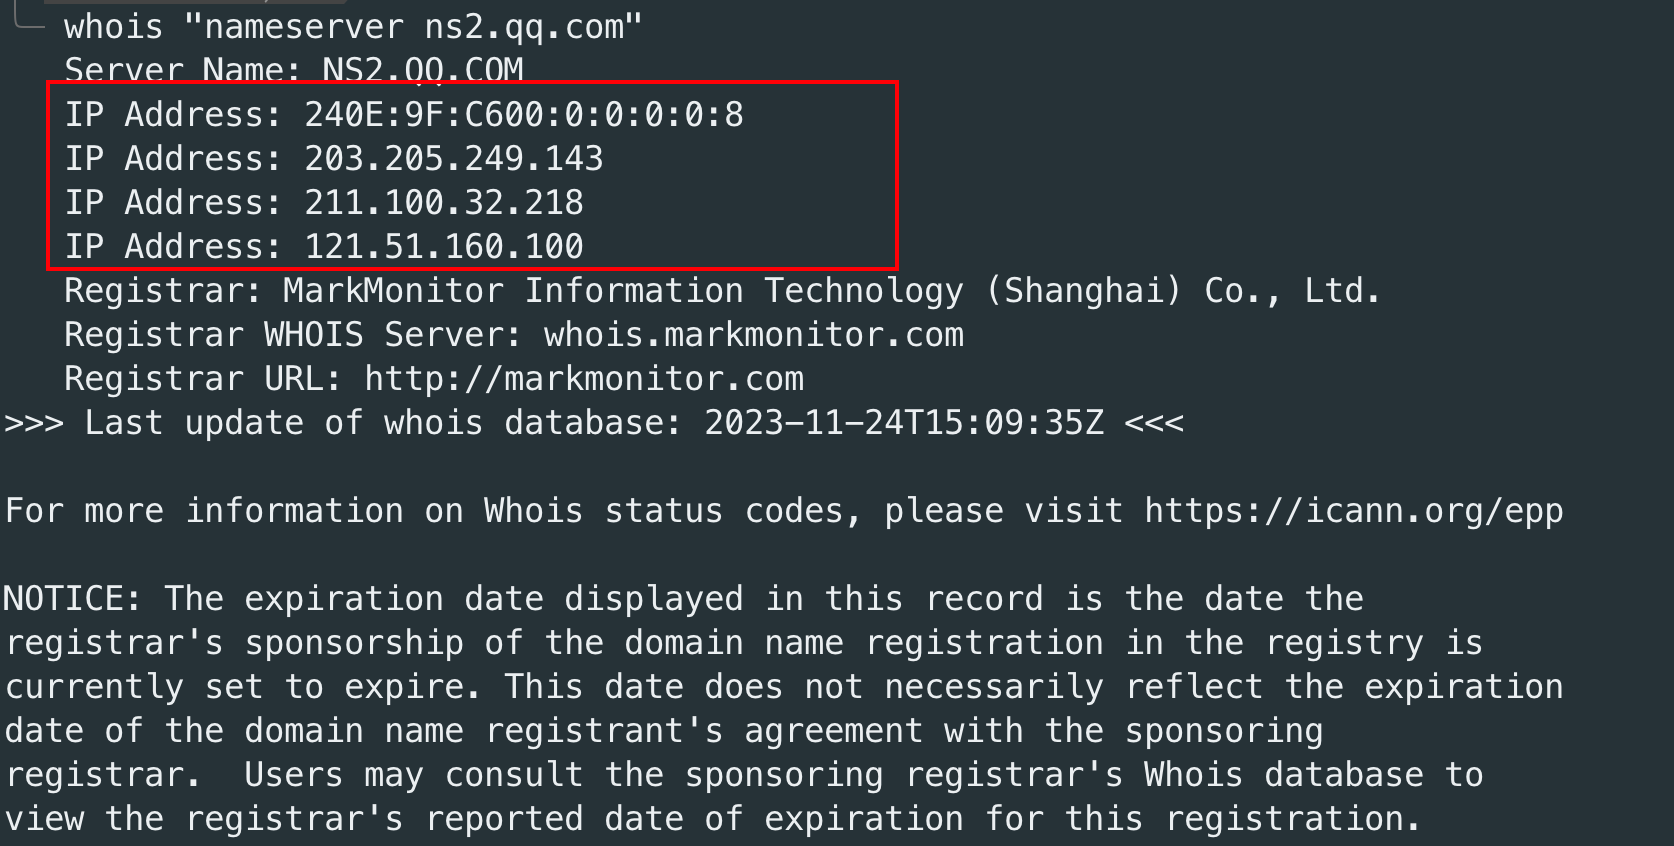 whois "nameserver ns2.qq.com"
Server Name: NS2.QQ.COM
IP Address: 240E:9F:C600:0:0:0:0:8
IP Address: 203.205.249.143
IP Address: 211.100.32.218
IP Address: 121.51.160.100
Registrar: MarkMonitor Information Technology (Shanghai) Co., Ltd.
Registrar WHOIS Server: whois.markmonitor.com
Registrar URL: http://markmonitor.com
>>> Last update of whois database: 2023-11-24T15:09:35Z <<<
For more information on Whois status codes, please visit https://icann.org/epp
NOTICE: The expiration date displayed in this record is the date the
registrar's sponsorship of the domain name registration in the registry is
currently set to expire. This date does not necessarily reflect the expiration
date of the domain name registrant's agreement with the sponsoring
registrar.  Users may consult the sponsoring registrar's Whois database to
view the registrar's reported date of expiration for this registration.